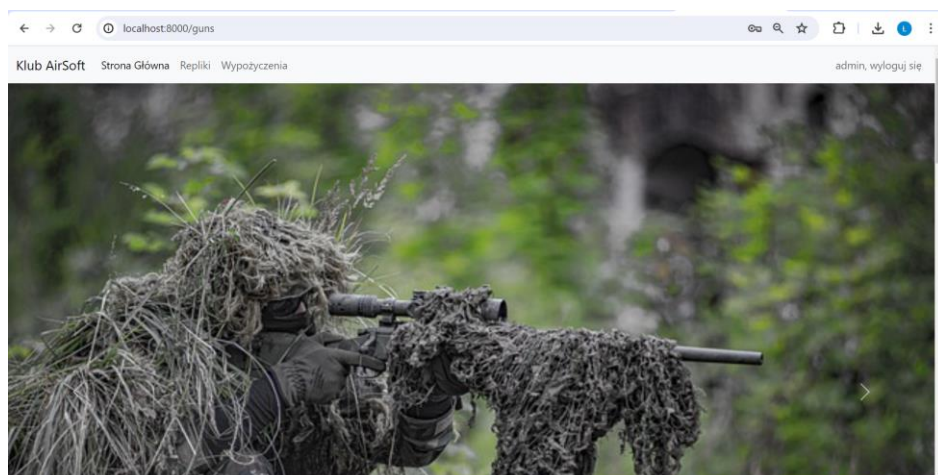 localhost:8000/guns
L
Klub AirSoft Strona Główna Repliki Wypożyczenia admin, wyloguj się